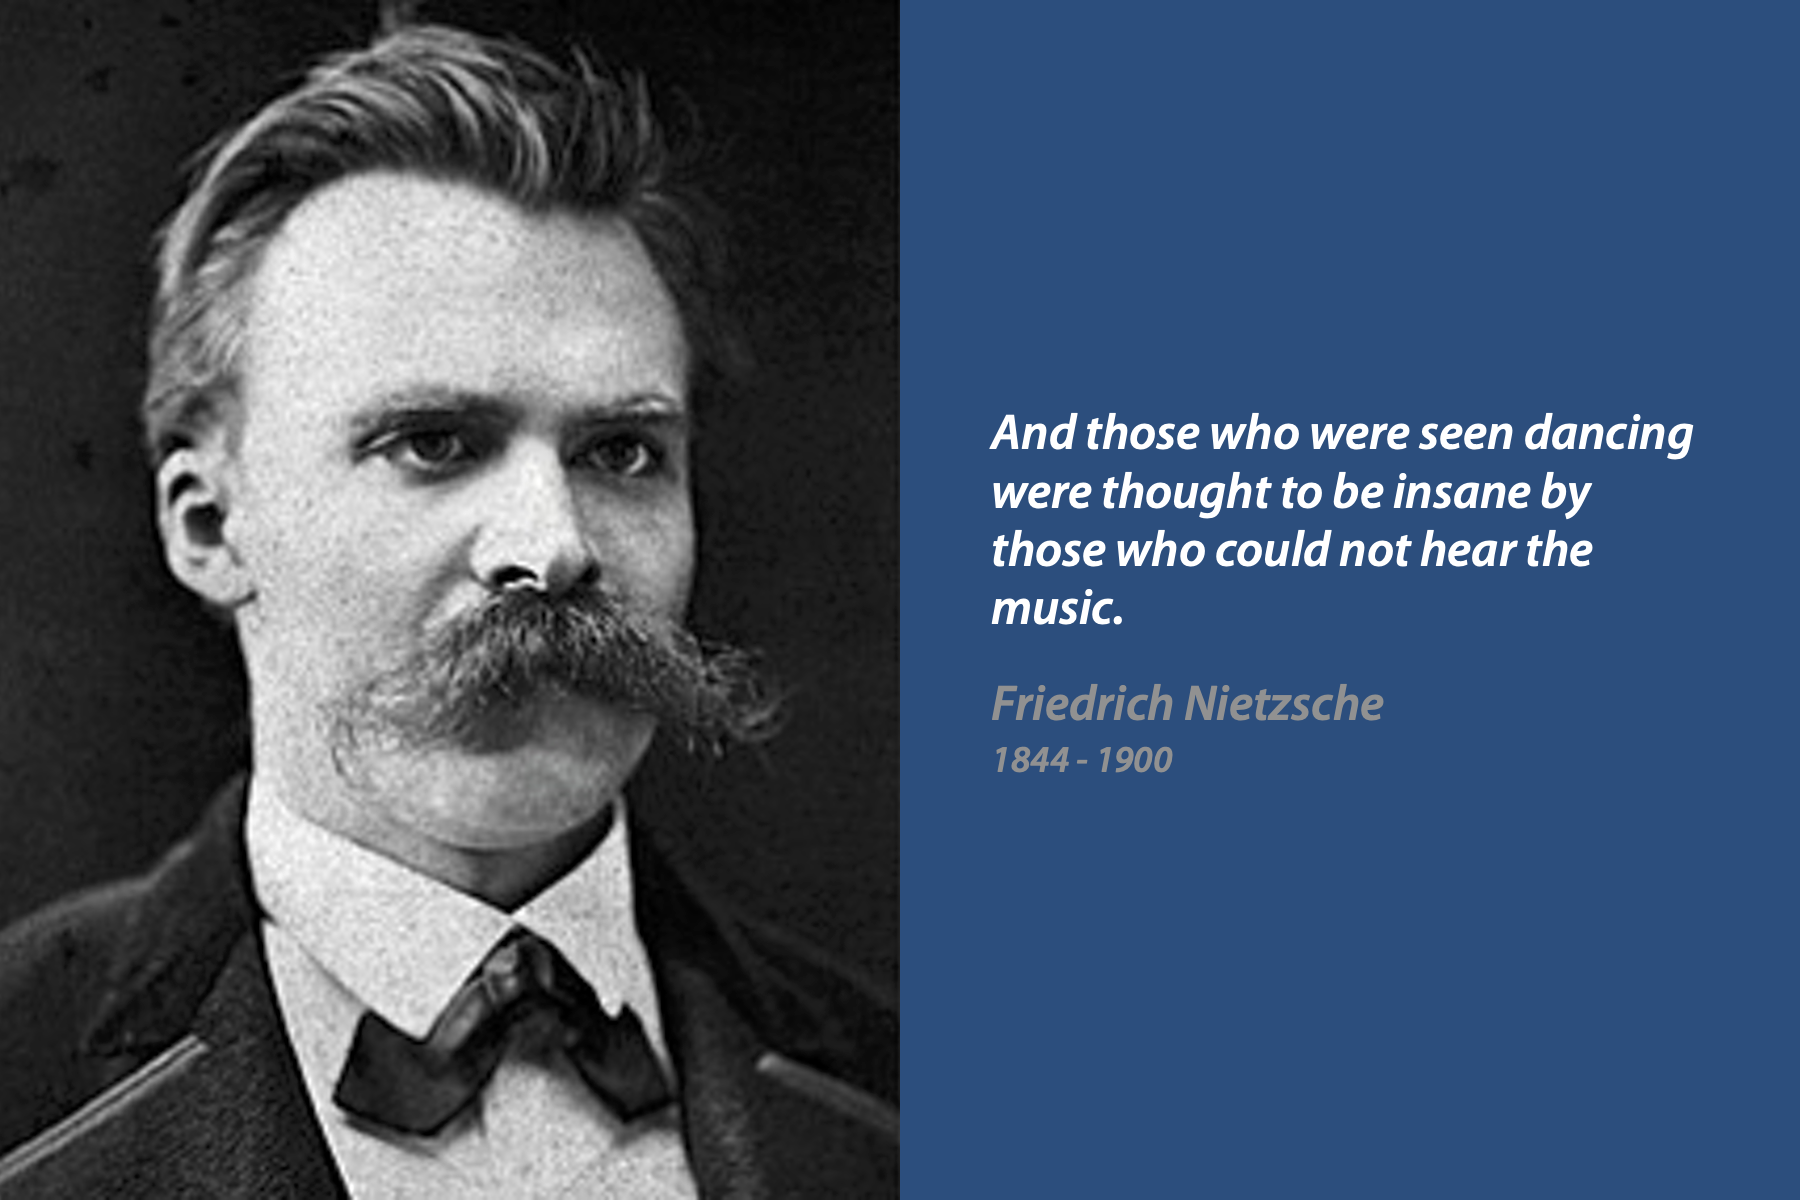 And those who were seen dancing
were thought to be insane by
those who could not hear the
music.
Friedrich Nietzsche
1844 - 1900